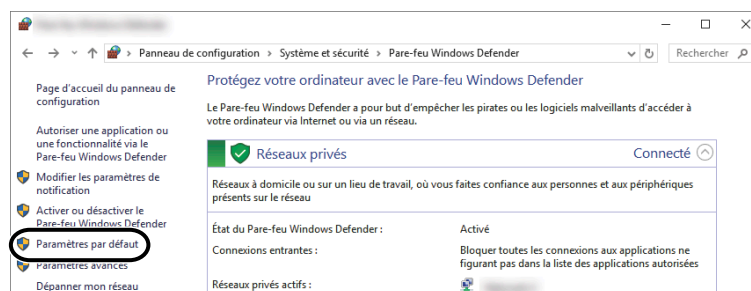 Panneau de configuration > Système et sécurité > Pare-feu Windows Defender
Rechercher
Page d'accueil du panneau de
configuration
Autoriser une application ou
une fonctionnalité via le
Pare-feu Windows Defender
Modifier les paramètres de
notification
Activer ou désactiver le
Pare-feu Windows Defender
Paramètres par défaut
Paramètres avancés
Dépanner mon réseau
Protégez votre ordinateur avec le Pare-feu Windows Defender
Le Pare-feu Windows Defender a pour but d'empêcher les pirates ou les logiciels malveillants d'accéder à
votre ordinateur via Internet ou via un réseau.
Réseaux privés
Connecté
Réseaux à domicile ou sur un lieu de travail, où vous faites confiance aux personnes et aux périphériques
présents sur le réseau
État du Pare-feu Windows Defender : Activé
Connexions entrantes : Bloquer toutes les connexions aux applications ne
figurant pas dans la liste des applications autorisées
Réseaux privés actifs :